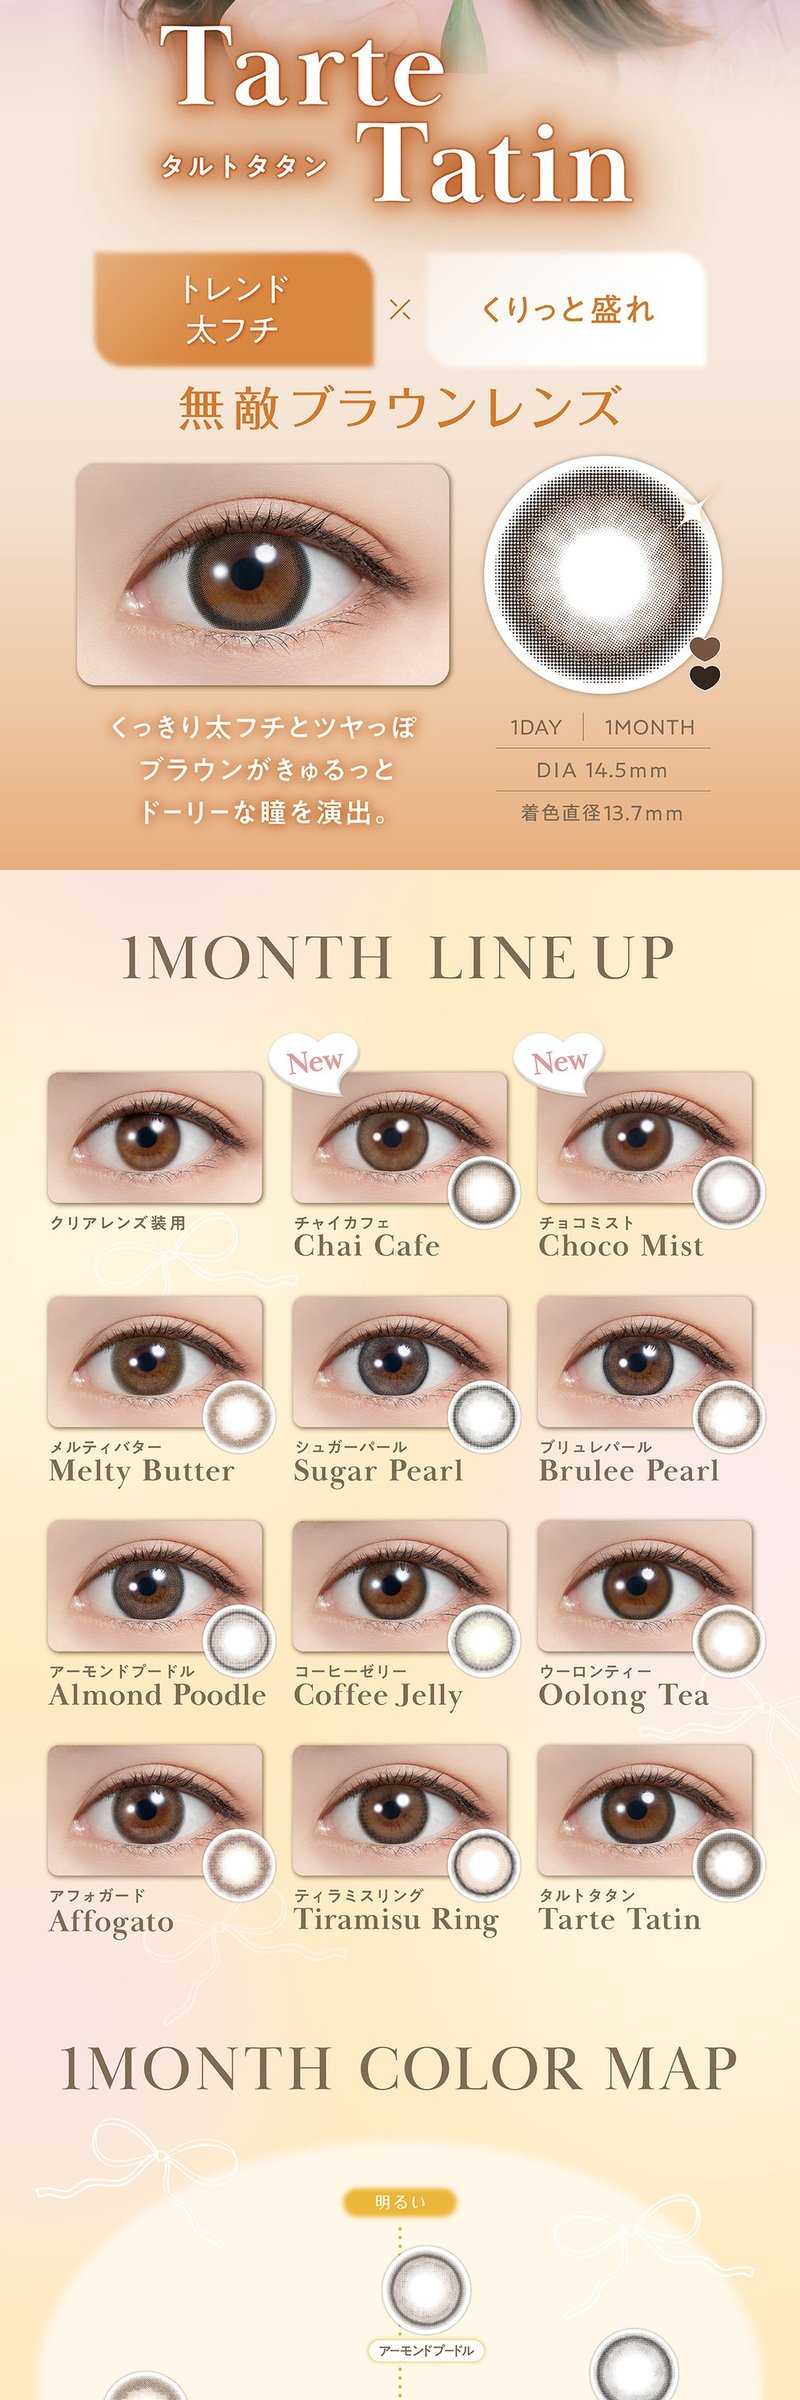 Tarte
タルトタタン
Tatin
トレンド
太フチ
×
くりっと盛れ
無敵ブラウンレンズ
くっきり太フチとツヤっぽ
ブラウンがきゅるっと
ドーリーな瞳を演出。
1DAY | 1MONTH
DIA 14.5mm
着色直径13.7mm
1MONTH LINE UP
クリアレンズ装用
New
チャイカフェ
Chai Cafe
New
チョコミスト
Choco Mist
メルティバター
Melty Butter
シュガーパール
Sugar Pearl
ブリュレパール
Brulee Pearl
アーモンドプードル
Almond Poodle
コーヒーゼリー
Coffee Jelly
ウーロンティー
Oolong Tea
アフォガード
Affogato
ティラミスリング
Tiramisu Ring
タルトタタン
Tarte Tatin
1MONTH COLOR MAP
明るい
アーモンドプードル